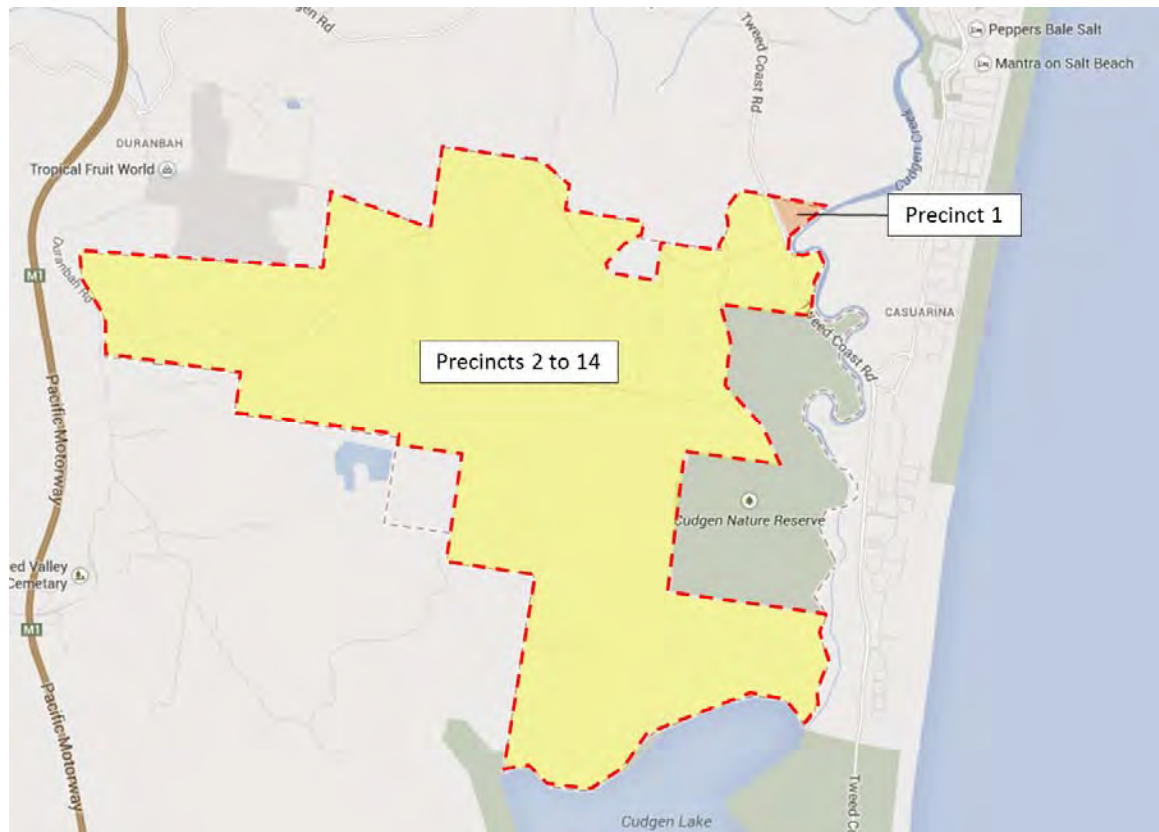 gen Rd
Peppers Bale Salt
Mantra on Salt Beach
Tweed Coast Rd
Cudgen Creek
DURANBAH
Tropical Fruit World
Precinct 1
M1
Duranbah Rd
CASUARINA
Tweed Coast Rd
Precincts 2 to 14
Pacific Motorway
Cudgen Nature Reserve
ed Valley
Cemetary
M1
Pacific Motorway
Cudgen Lake
Tweed C